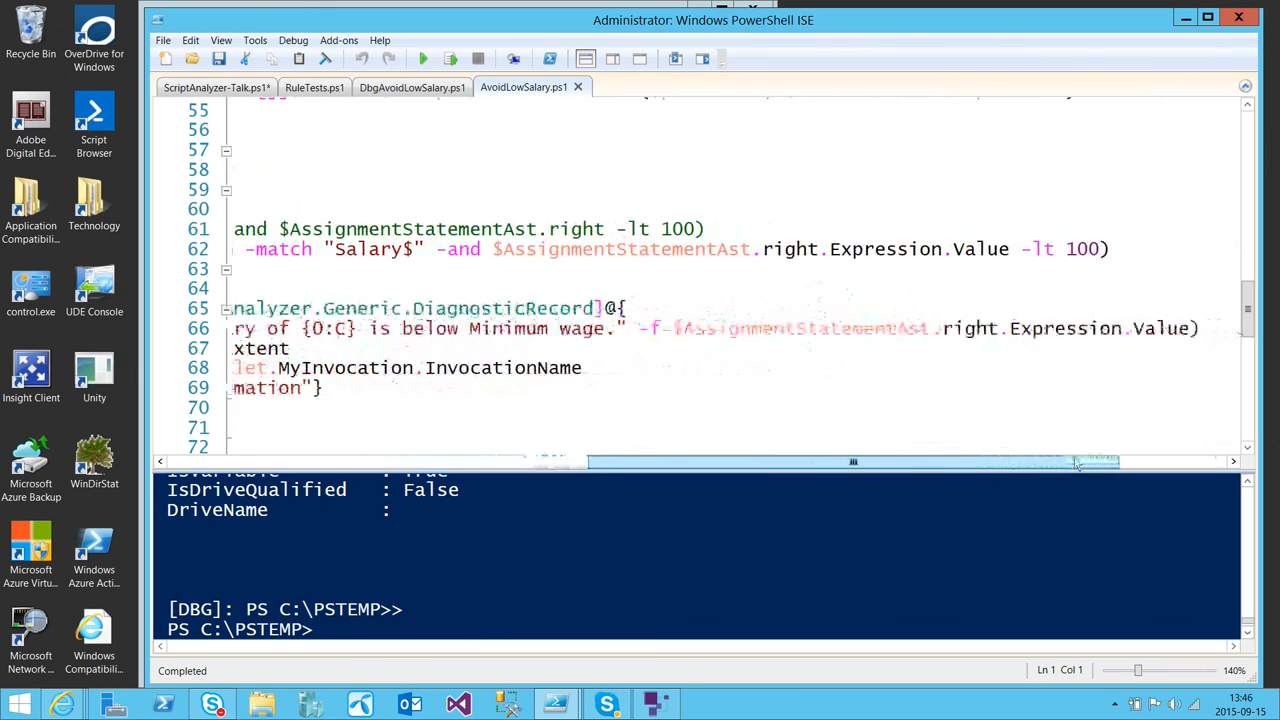 Administrator: Windows PowerShell ISE
File Edit View Tools Debug Add-ons Help
ScriptAnalyzer-Talk.ps1* RuleTests.ps1 DbgAvoidLowSalary.ps1 AvoidLowSalary.ps1
55
56
57
58
59
60
61 and $AssignmentStatementAst.right -lt 100)
62 -match "Salary$" -and $AssignmentStatementAst.right.Expression.Value -lt 100)
63
64
65 nalyzer.Generic.DiagnosticRecord]@{
66 ry of {0:C} is below Minimum wage." -f $AssignmentStatementAst.right.Expression.Value)
67 xtent
68 let.MyInvocation.InvocationName
69 mation"}
70
71
72
IsVariable : True
IsDriveQualified : False
DriveName :
[DBG]: PS C:\PSTEMP>>
PS C:\PSTEMP>
Completed
Ln 1 Col 1
140%
Recycle Bin
OverDrive for Windows
Adobe Digital Ed...
Script Browser
Application Compatibili...
Technology
control.exe
UDE Console
Insight Client
Unity
Microsoft Azure Backup
WinDirStat
Microsoft Azure Virtu...
Windows Azure Acti...
Microsoft Network ...
Windows Compatibili...
13:46
2015-09-15